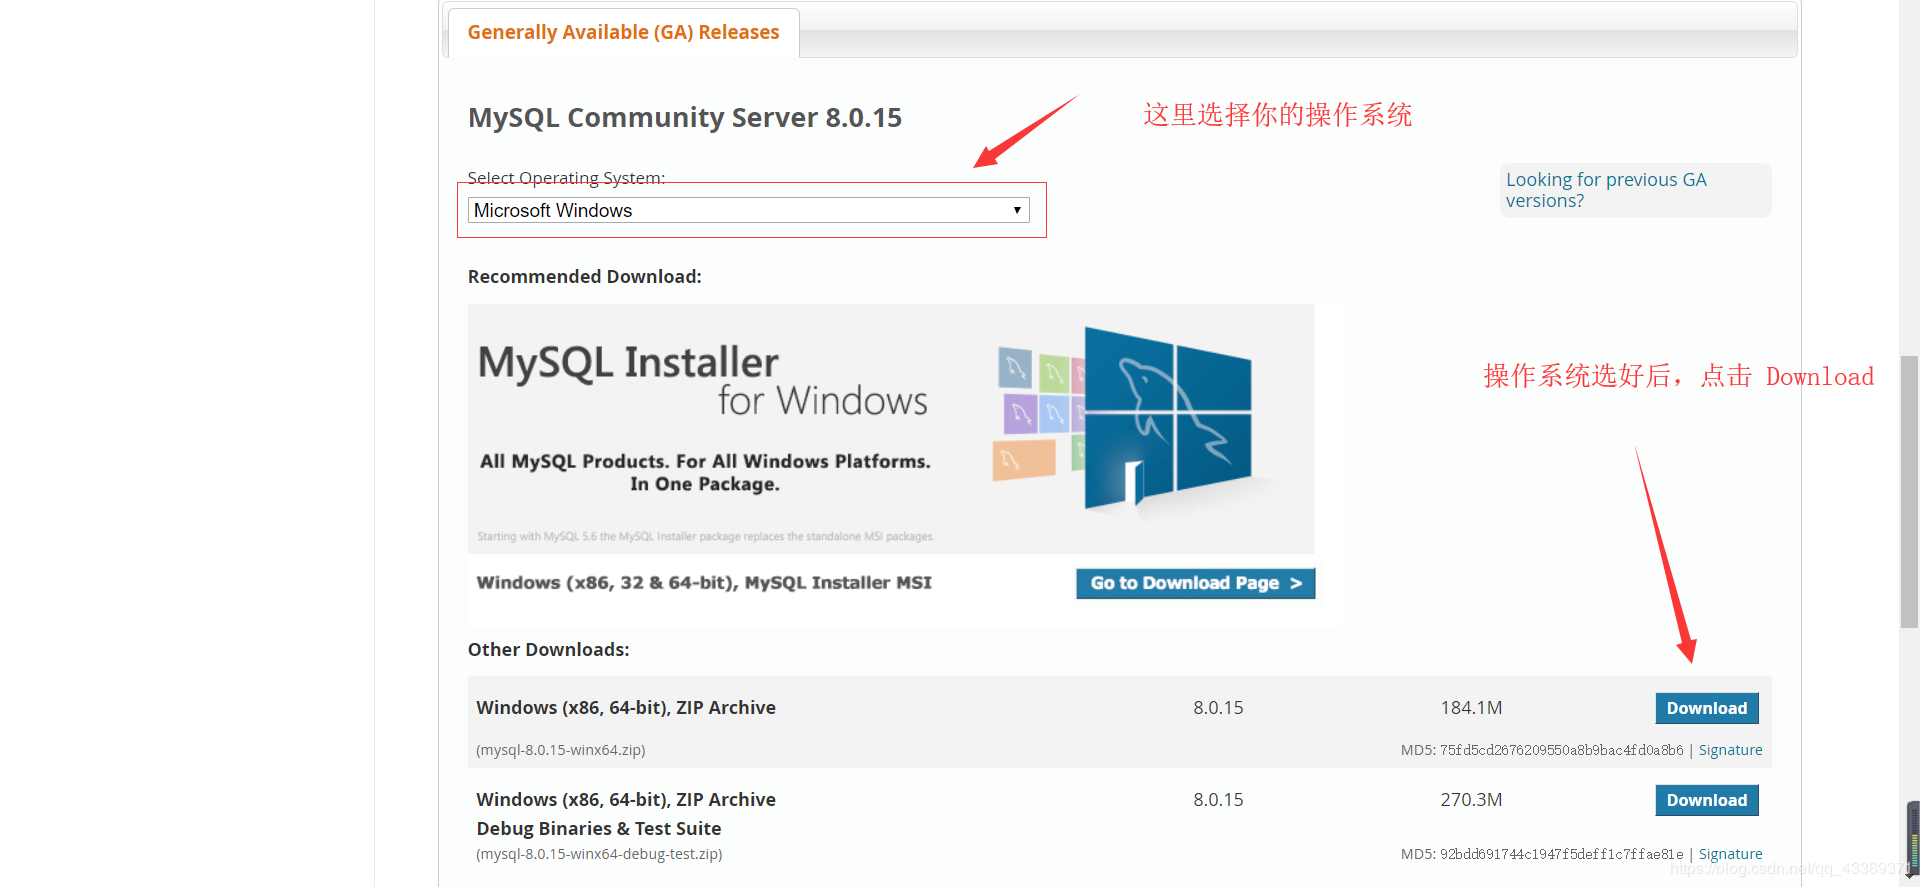 Generally Available (GA) Releases
MySQL Community Server 8.0.15
这里选择你的操作系统
Select Operating System:
Microsoft Windows
Looking for previous GA
versions?
Recommended Download:
MySQL Installer
for Windows
All MySQL Products. For All Windows Platforms.
In One Package.
Starting with MySQL 5.6 the MySQL Installer package replaces the standalone MSI packages.
操作系统选好后，点击 Download
Windows (x86, 32 & 64-bit), MySQL Installer MSI
Go to Download Page >
Other Downloads:
Windows (x86, 64-bit), ZIP Archive 8.0.15 184.1M Download
(mysql-8.0.15-winx64.zip) MD5: 75fd5cd2676209550a8b9bac4fd0a8b6 | Signature
Windows (x86, 64-bit), ZIP Archive 8.0.15 270.3M Download
Debug Binaries & Test Suite
(mysql-8.0.15-winx64-debug-test.zip) MD5: 92bdd691744c1947f5deff1c7ffae81e | Signature